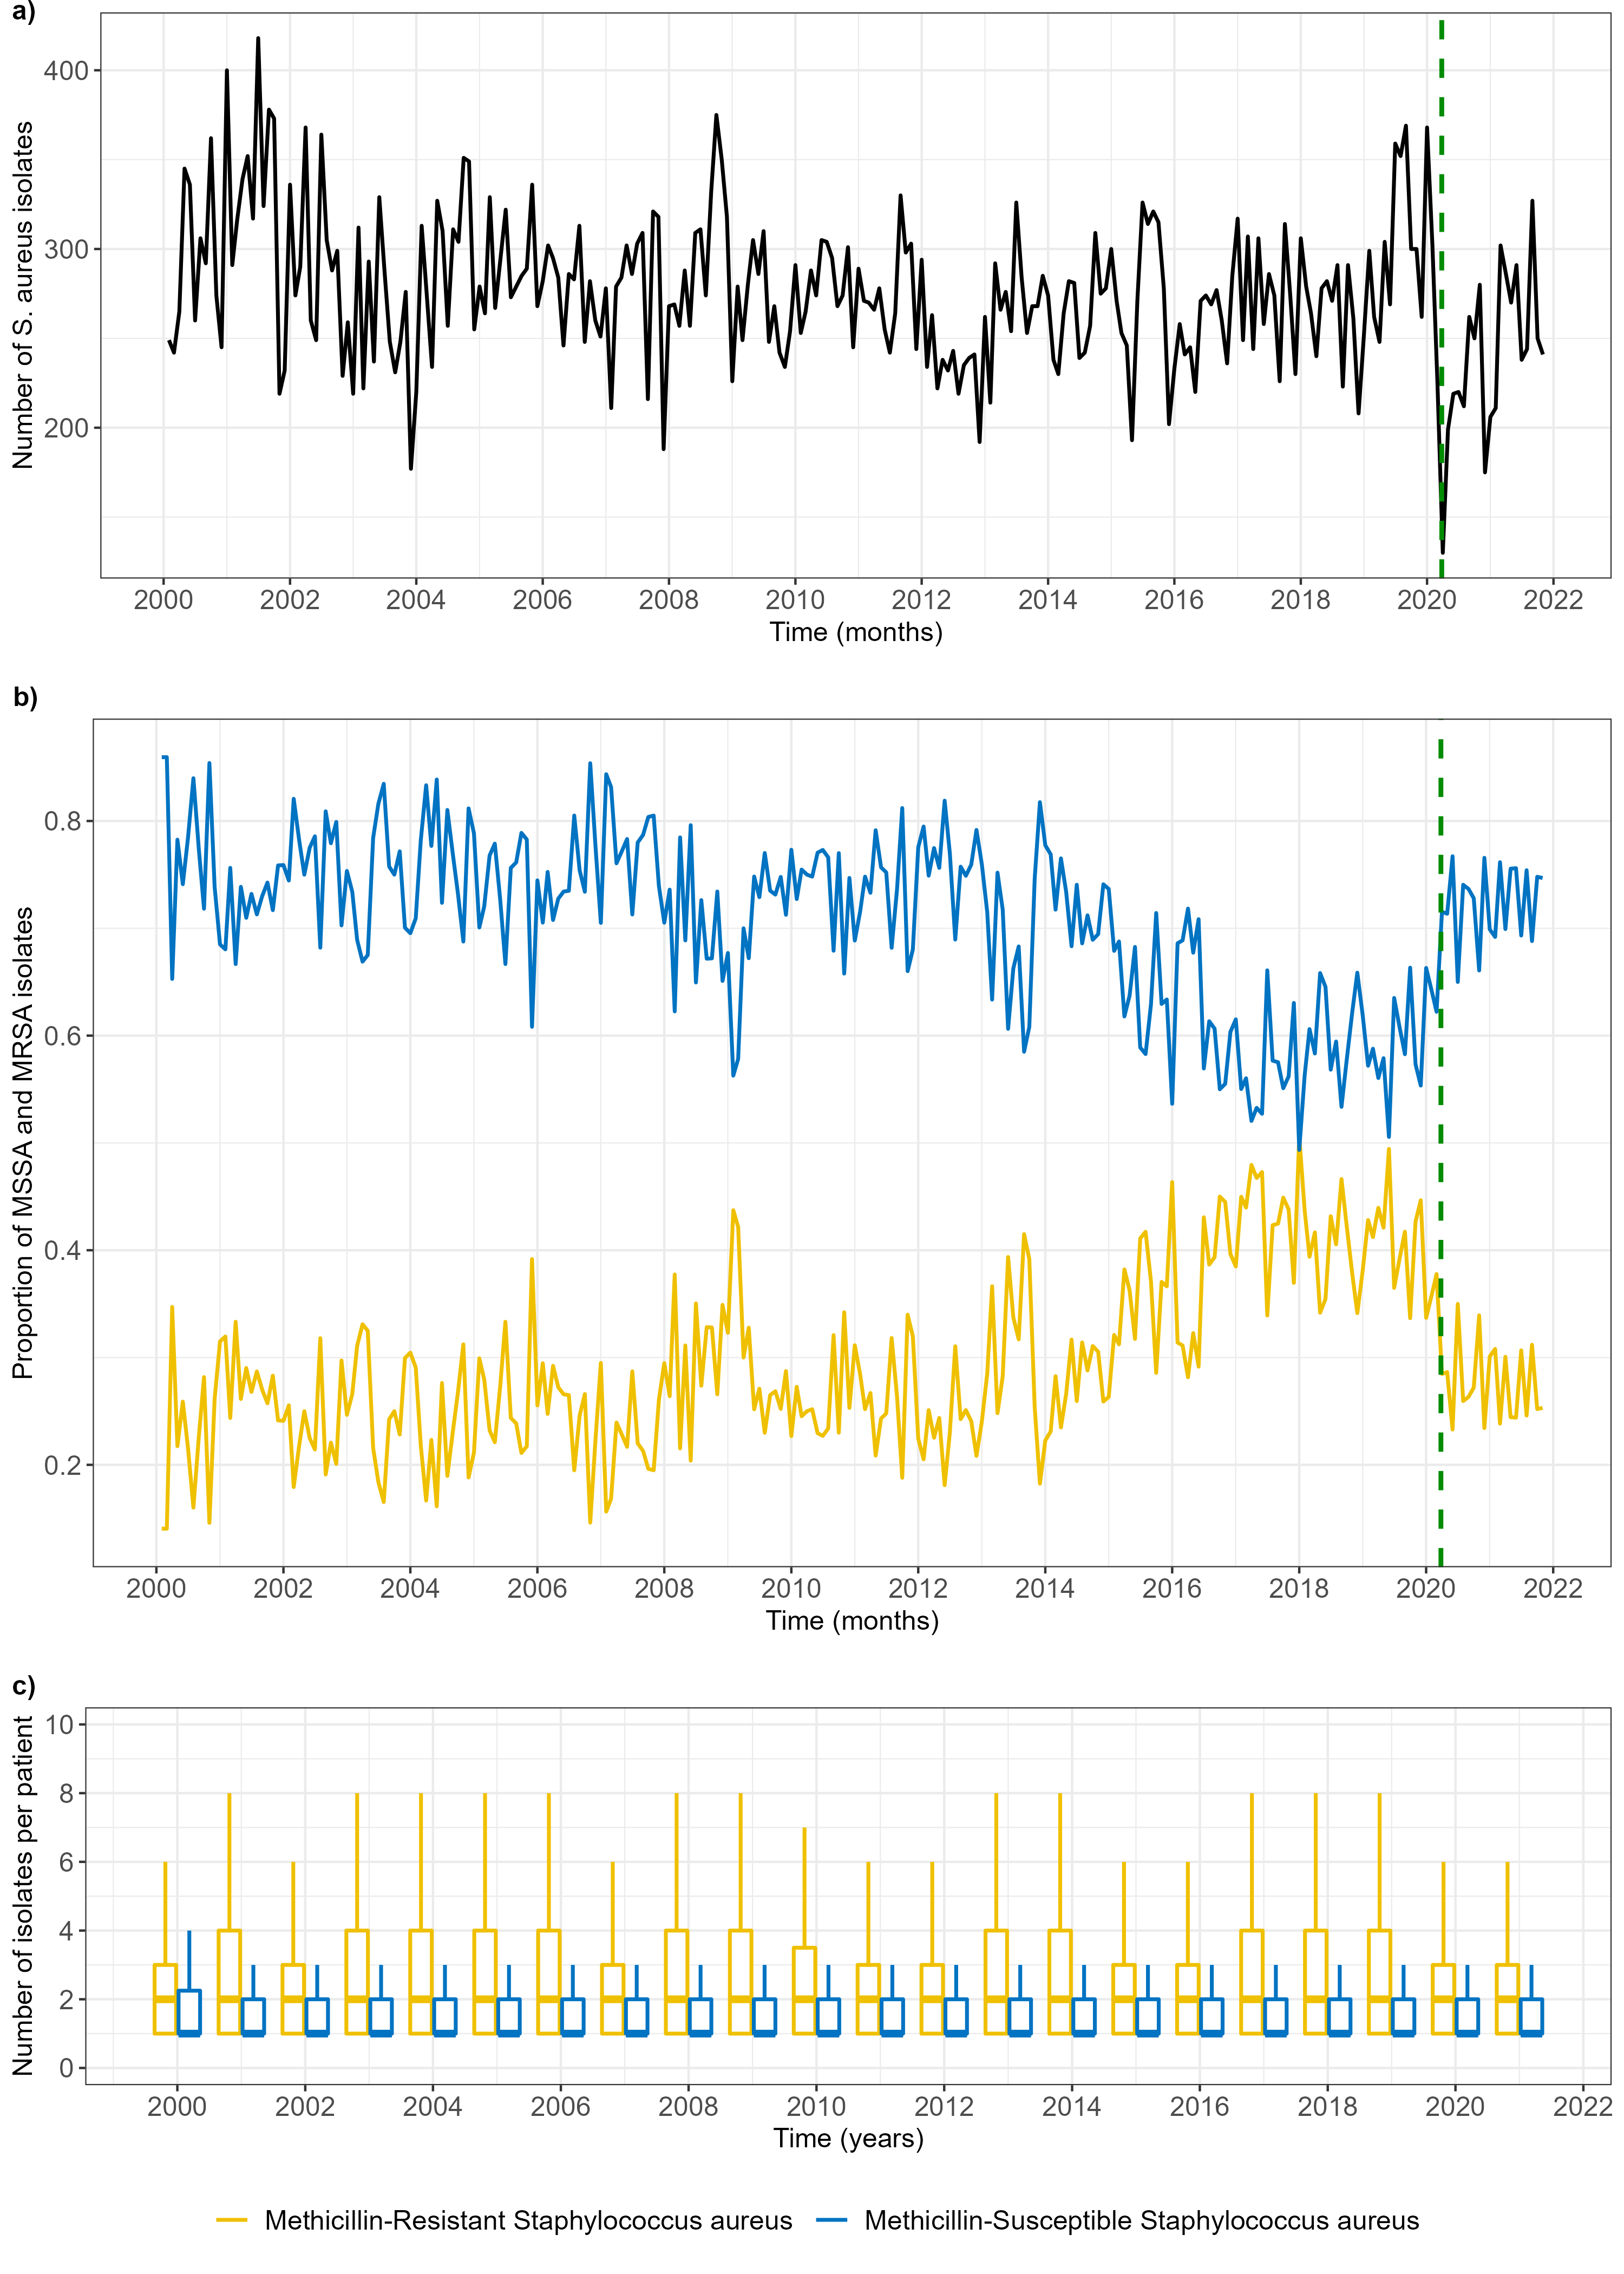 a)
Number of S. aureus isolates
400
300
200
2000 2002 2004 2006 2008 2010 2012 2014 2016 2018 2020 2022
Time (months)
b)
Proportion of MSSA and MRSA isolates
0.8
0.6
0.4
0.2
2000 2002 2004 2006 2008 2010 2012 2014 2016 2018 2020 2022
Time (months)
c)
Number of isolates per patient
10
8
6
4
2
0
2000 2002 2004 2006 2008 2010 2012 2014 2016 2018 2020 2022
Time (years)
Methicillin-Resistant Staphylococcus aureus Methicillin-Susceptible Staphylococcus aureus